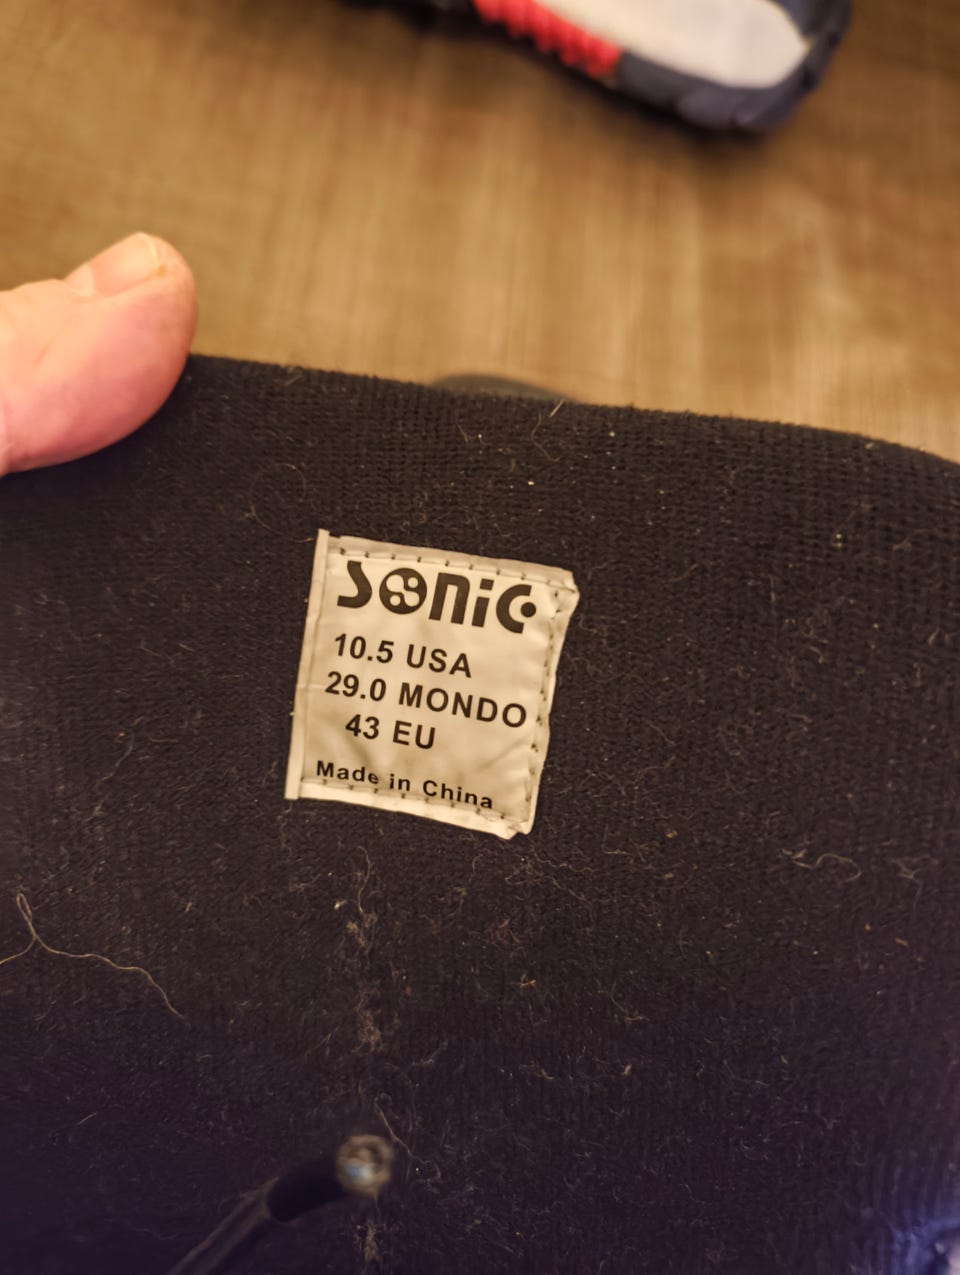 SONiC
10.5 USA
29.0 MONDO
43 EU
Made in China